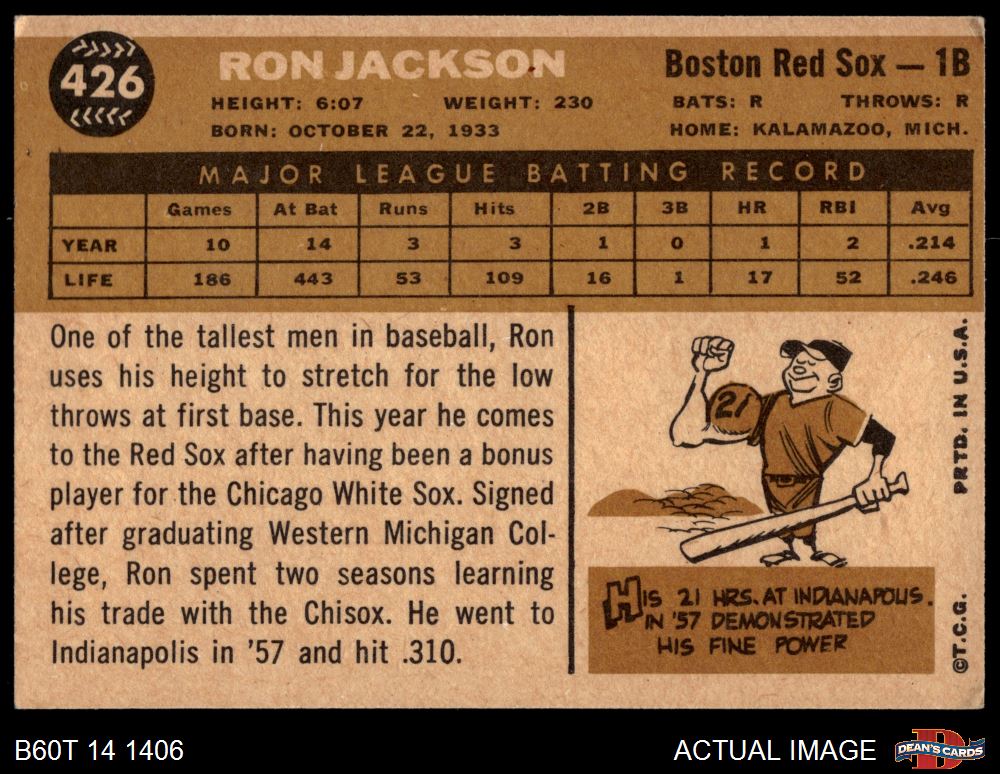 426
RON JACKSON
Boston Red Sox — 1B
HEIGHT: 6:07 WEIGHT: 230 BATS: R THROWS: R
BORN: OCTOBER 22, 1933 HOME: KALAMAZOO, MICH.
MAJOR LEAGUE BATTING RECORD
Games At Bat Runs Hits 2B 3B HR RBI Avg
YEAR 10 14 3 3 1 0 1 2 .214
LIFE 186 443 53 109 16 1 17 52 .246
One of the tallest men in baseball, Ron
uses his height to stretch for the low
throws at first base. This year he comes
to the Red Sox after having been a bonus
player for the Chicago White Sox. Signed
after graduating Western Michigan Col-
lege, Ron spent two seasons learning
his trade with the Chisox. He went to
Indianapolis in '57 and hit .310.
21
HIS 21 HRS. AT INDIANAPOLIS.
IN '57 DEMONSTRATED
HIS FINE POWER
©T.C.G. PRTD. IN U.S.A.
B60T 14 1406
ACTUAL IMAGE
D
DEAN'S CARDS